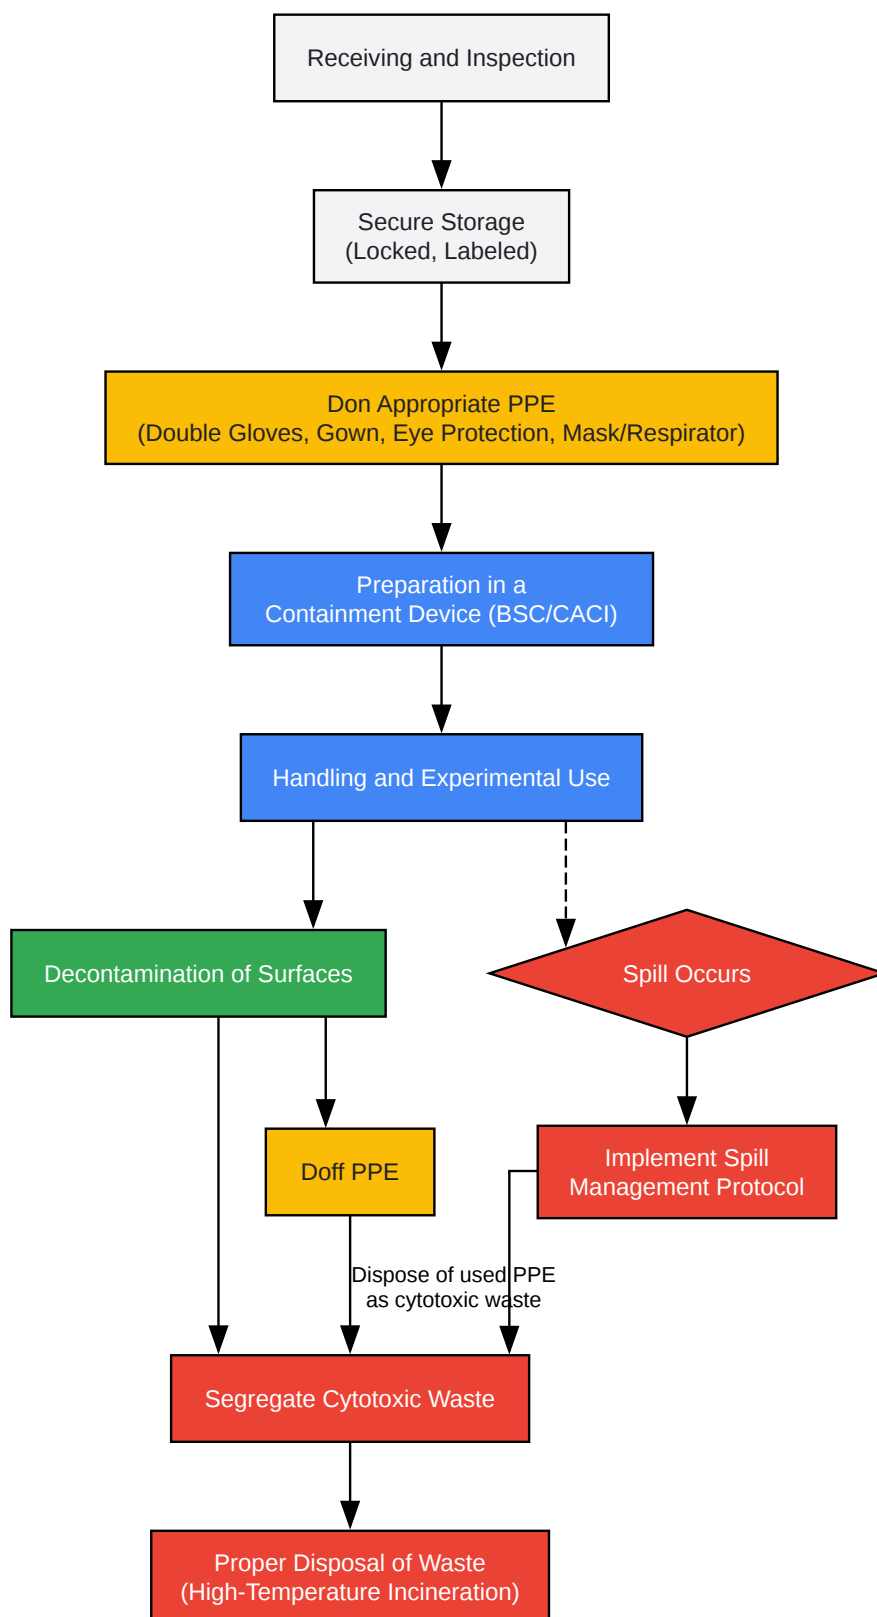 Receiving and Inspection
Secure Storage
(Locked, Labeled)
Don Appropriate PPE
(Double Gloves, Gown, Eye Protection, Mask/Respirator)
Preparation in a
Containment Device (BSC/CACI)
Handling and Experimental Use
Decontamination of Surfaces
Spill Occurs
Doff PPE
Implement Spill
Management Protocol
Dispose of used PPE
as cytotoxic waste
Segregate Cytotoxic Waste
Proper Disposal of Waste
(High-Temperature Incineration)